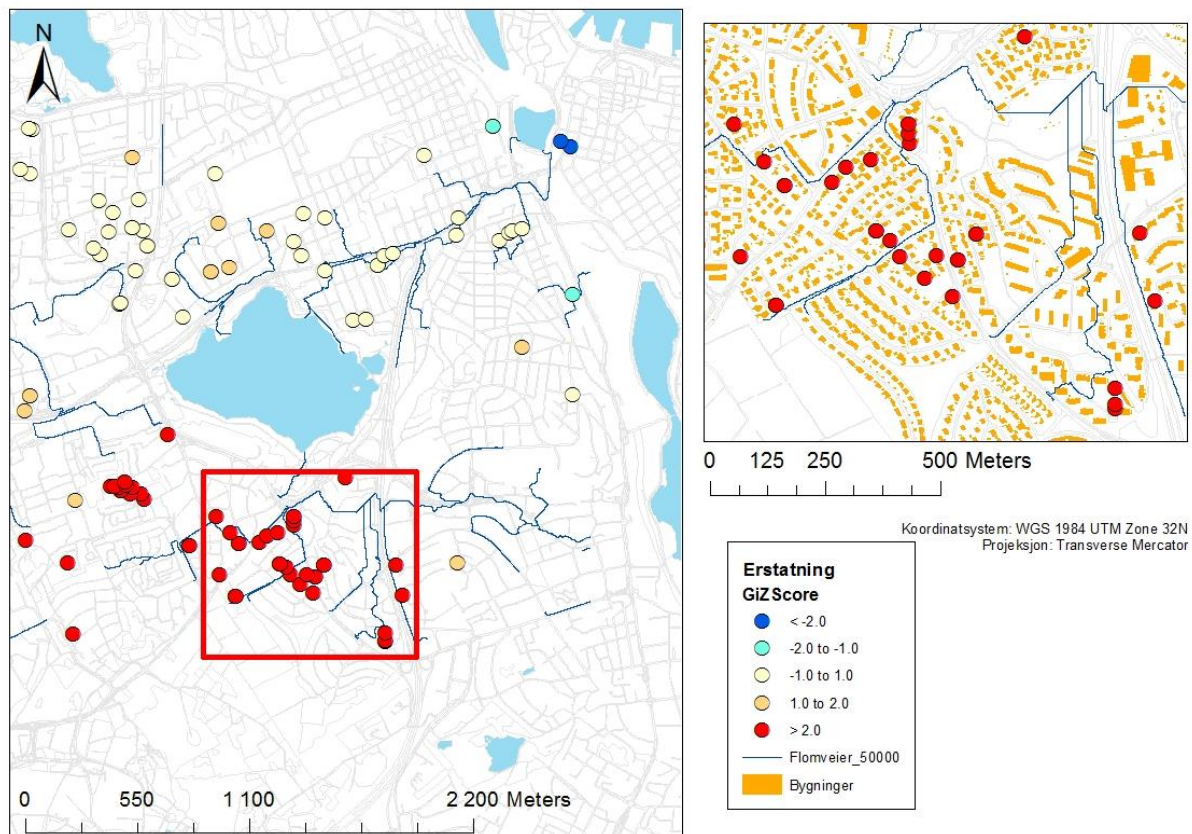 N
0 550 1 100 2 200 Meters
0 125 250 500 Meters
Koordinatsystem: WGS 1984 UTM Zone 32N
Projeksjon: Transverse Mercator
Erstatning
GiZScore
< -2.0
-2.0 to -1.0
-1.0 to 1.0
1.0 to 2.0
> 2.0
Flomveier_50000
Bygninger